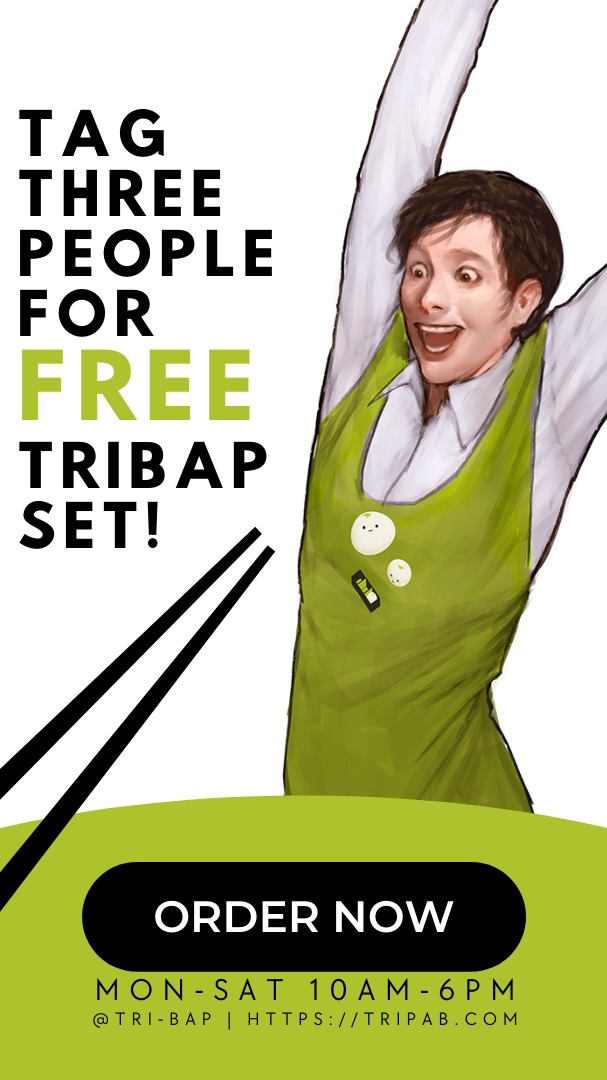 TAG
THREE
PEOPLE
FOR
FREE
TRIBAP
SET!
ORDER NOW
MON-SAT 10AM-6PM
@TRI-BAP | HTTPS://TRIPAB.COM